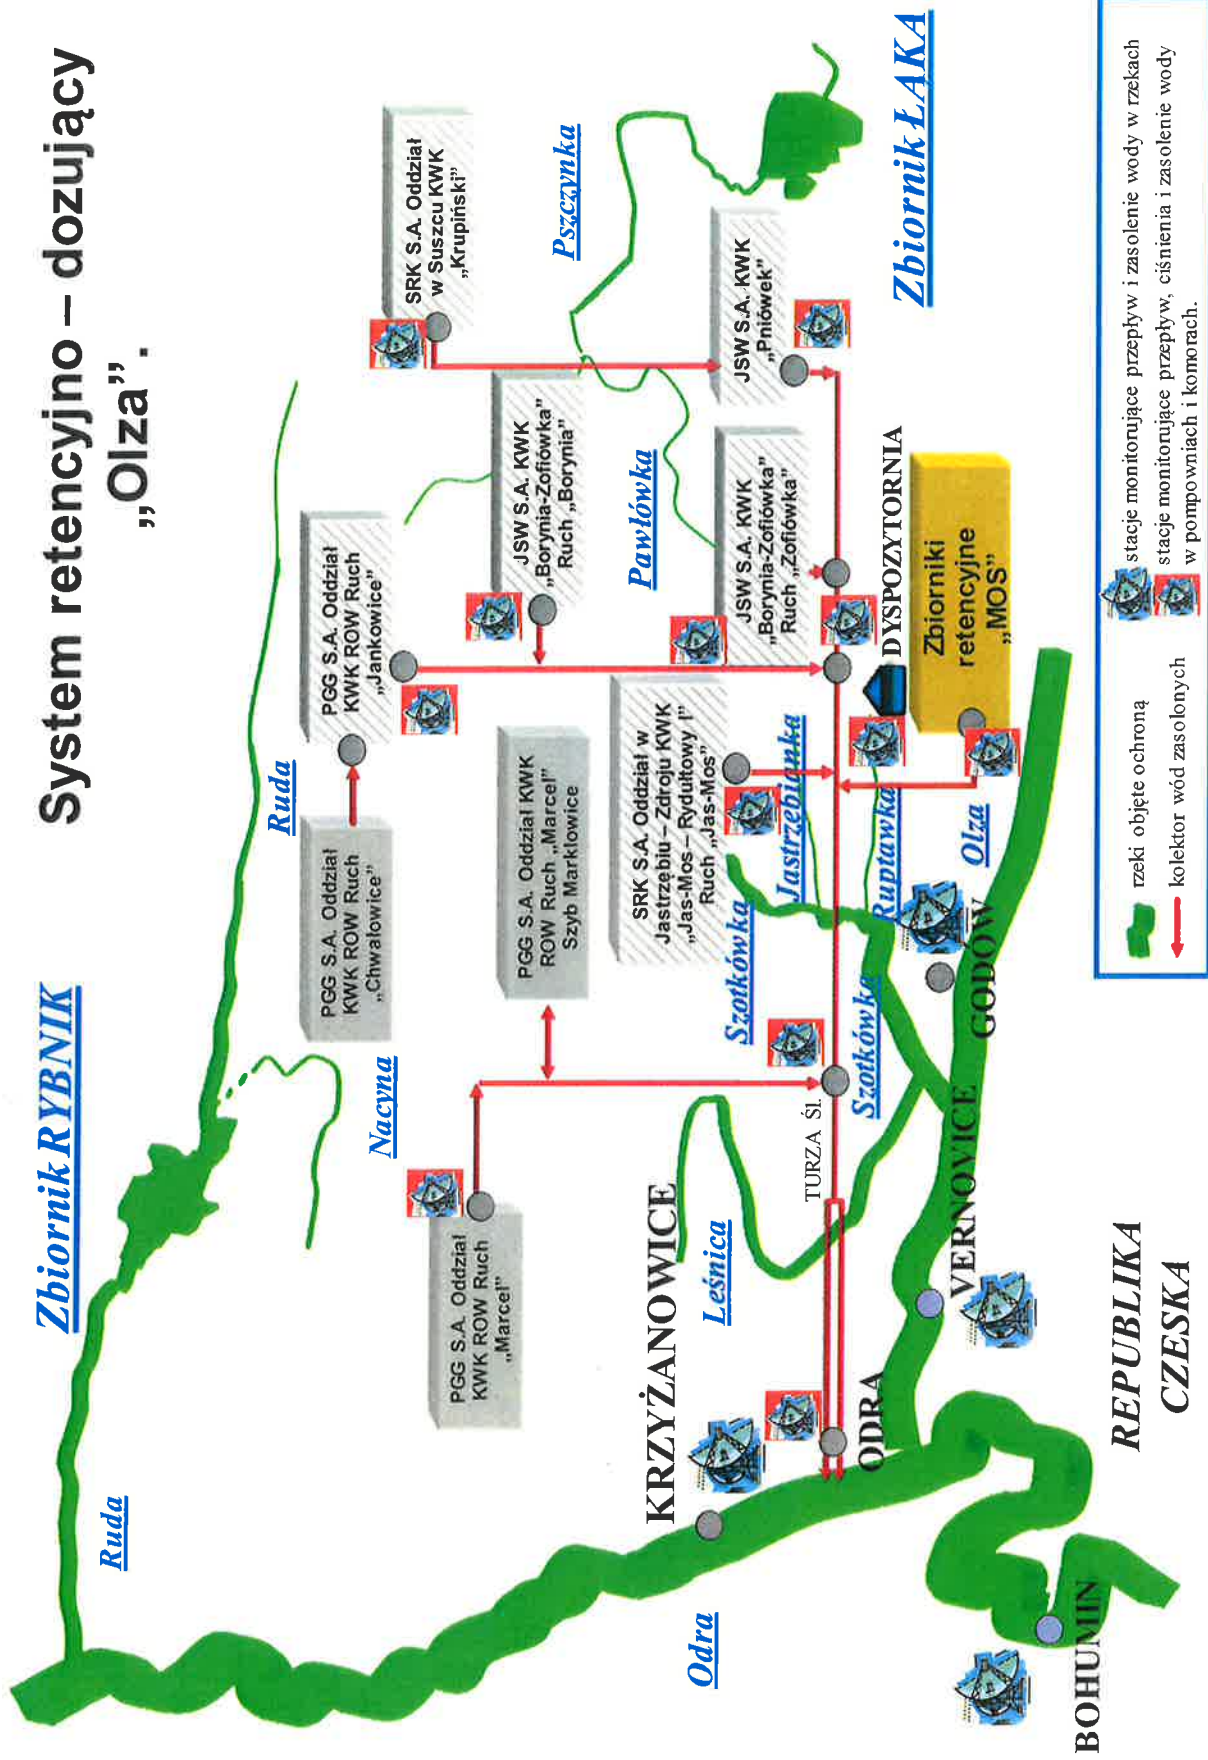 System retencyjno – dozujący
„Olza”.
Zbiornik RYBNIK
Ruda
Ruda
Nacyna
PGG S.A. Oddział
KWK ROW Ruch
„Chwałowice”
PGG S.A. Oddział
KWK ROW Ruch
„Jankowice”
SRK S.A. Oddział
w Suszcu KWK
„Krupiński”
PGG S.A. Oddział
KWK ROW Ruch
„Marcel”
PGG S.A. Oddział KWK
ROW Ruch „Marcel”
Szyb Marklowice
JSW S.A. KWK
„Borynia-Zofiówka”
Ruch „Borynia”
Pszczynka
Pawłówka
SRK S.A. Oddział w
Jastrzębiu – Zdroju KWK
„Jas-Mos – Rydułtowy I”
Ruch „Jas-Mos”
JSW S.A. KWK
„Borynia-Zofiówka”
Ruch „Zofiówka”
JSW S.A. KWK
„Pniówek”
KRZYŻANOWICE
Odra
Leśnica
Szotkówka
Jastrzębianka
TURZA Śl.
Szotkówka
Ruptawka
DYSPOZYTORNIA
Zbiornik ŁĄKA
ODRA
Zbiorniki
retencyjne
„MOS”
Olza
VERNOVICE
GODÓW
BOHUMIN
REPUBLIKA
CZESKA
rzeki objęte ochroną
kolektor wód zasolonych
stacje monitorujące przepływ i zasolenie wody w rzekach
stacje monitorujące przepływ, ciśnienia i zasolenie wody
w pompowniach i komorach.